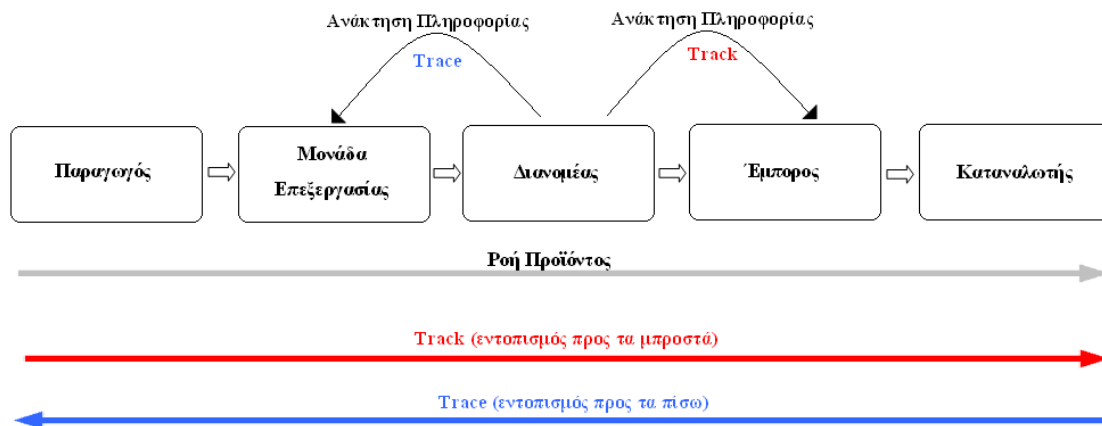 Ανάκτηση Πληροφορίας
Ανάκτηση Πληροφορίας
Trace
Track
Παραγωγός
Μονάδα
Επεξεργασίας
Διανομέας
Έμπορος
Καταναλωτής
Ροή Προϊόντος
Track (εντοπισμός προς τα μπροστά)
Trace (εντοπισμός προς τα πίσω)